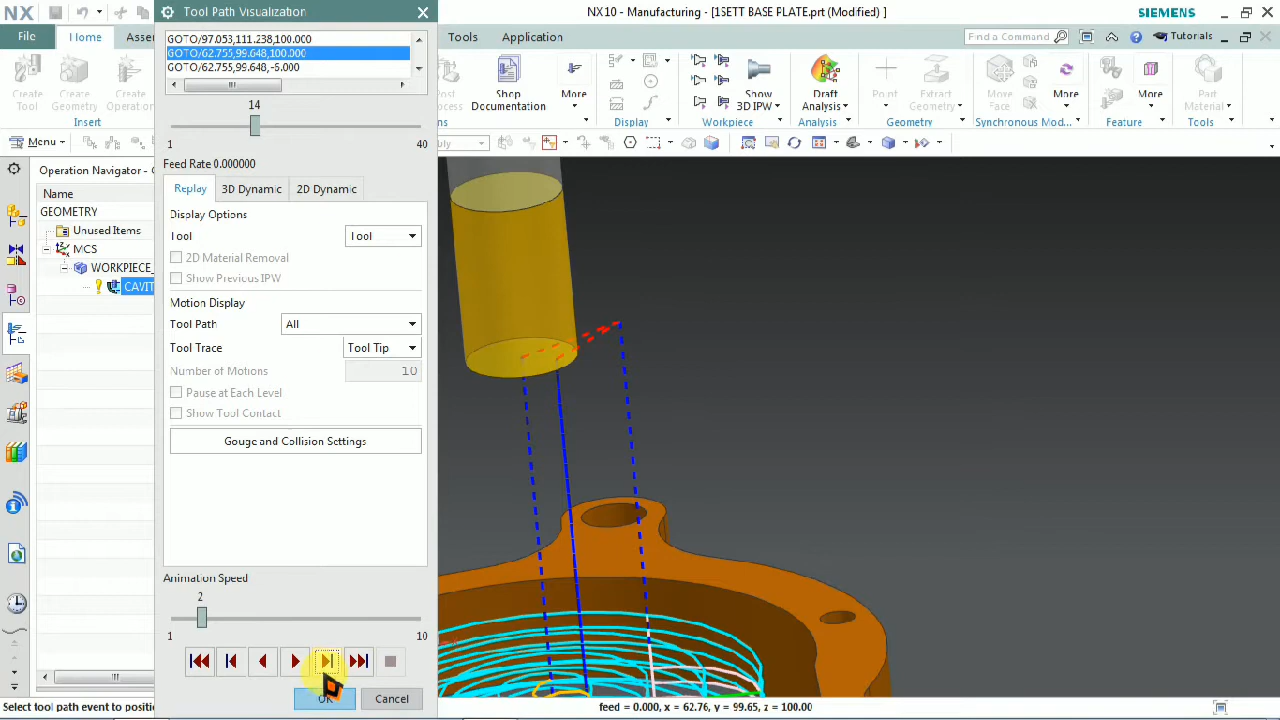 Tool Path Visualization
NX
NX10 - Manufacturing - [1SETT BASE PLATE.prt (Modified) ]
SIEMENS
File
Home
Assem
Tools
Application
Find a Command
Tutorials
GOTO/97.053,111.238,100.000
GOTO/62.755,99.648,100.000
GOTO/62.755,99.648,-6.000
14
1
40
Feed Rate 0.000000
Replay
3D Dynamic
2D Dynamic
Display Options
Tool
Tool
2D Material Removal
Show Previous IPW
Motion Display
Tool Path
All
Tool Trace
Tool Tip
Number of Motions
10
Pause at Each Level
Show Tool Contact
Gouge and Collision Settings
Animation Speed
2
1
10
OK
Cancel
Create Tool
Create Geometry
Create Operation
Insert
Process
Shop Documentation
More
Display
Show 3D IPW
Workpiece
Draft Analysis
Analysis
Point
Extract Geometry
Geometry
Move Face
More
Synchronous Mod...
More
Feature
Part Material
Tools
Menu
Operation Navigator - G
Name
GEOMETRY
Unused Items
MCS
WORKPIECE_
CAVIT
Select tool path event to positio
feed = 0.000, x = 62.76, y = 99.65, z = 100.00